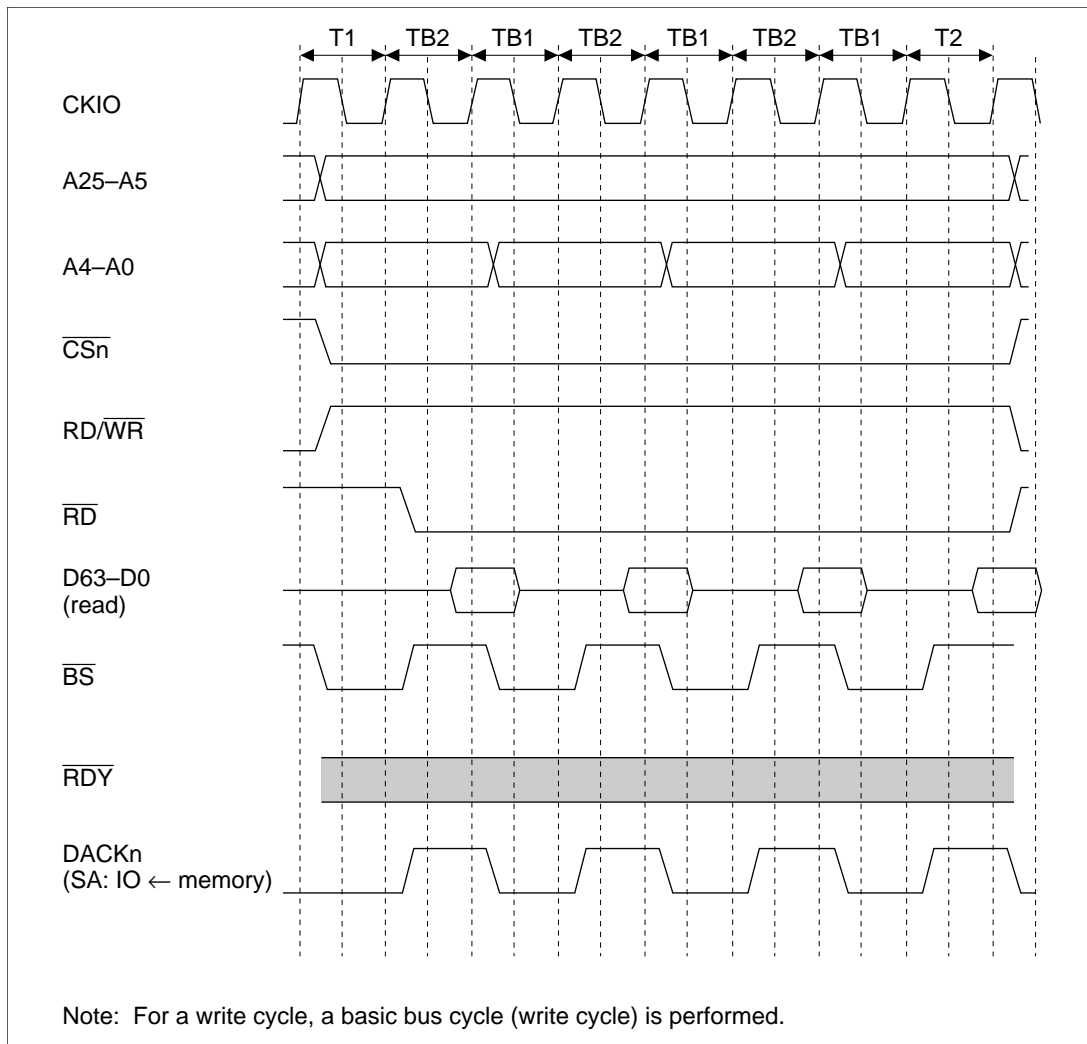 T1 TB2 TB1 TB2 TB1 TB2 TB1 T2
CKIO
A25–A5
A4–A0
CSn
RD/WR
RD
D63–D0
(read)
BS
RDY
DACKn
(SA: IO ← memory)
Note: For a write cycle, a basic bus cycle (write cycle) is performed.